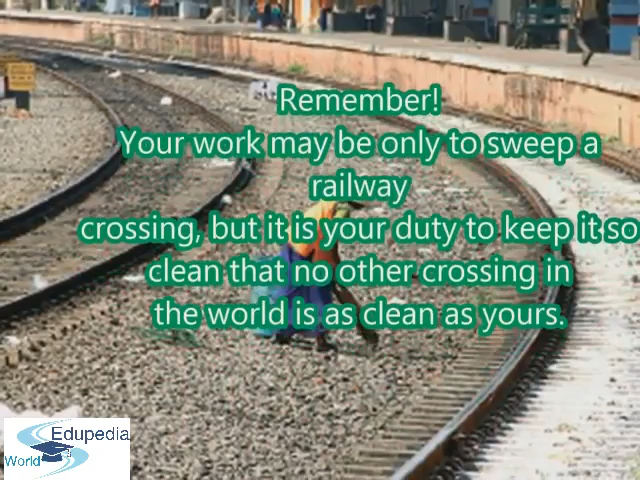 Remember!
Your work may be only to sweep a
railway
crossing, but it is your duty to keep it so
clean that no other crossing in
the world is as clean as yours.
Edupedia
World